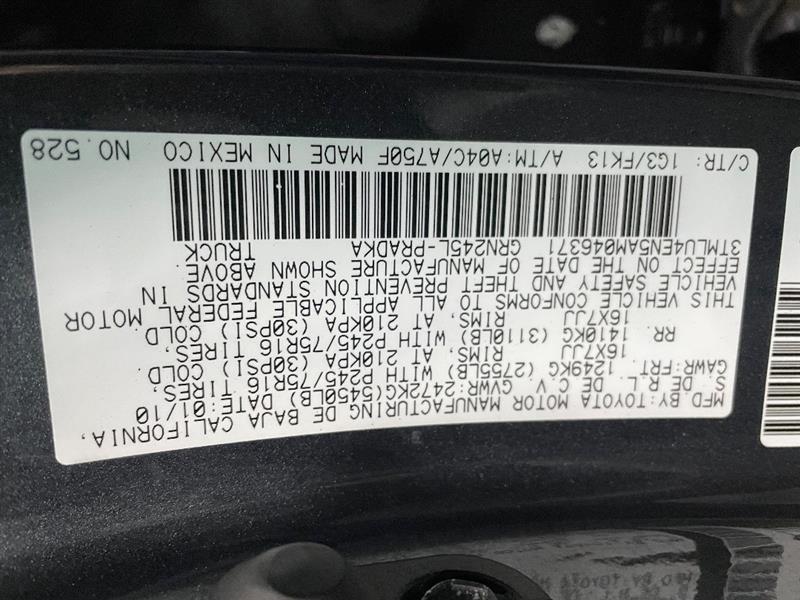 MFD.BY:TOYOTA MOTOR MANUFACTURING DE BAJA CALIFORNIA,
S. DE R.L. DE C.V. GVWR:2472KG(5450LB) DATE:01/10
GAWR:FRT. 1249KG (2755LB) WITH P245/75R16 TIRES,
16X7JJ RIMS, AT 210KPA (30PSI) COLD
RR. 1410KG (3110LB) WITH P245/75R16 TIRES,
16X7JJ RIMS, AT 210KPA (30PSI) COLD
THIS VEHICLE CONFORMS TO ALL APPLICABLE FEDERAL MOTOR
VEHICLE SAFETY AND THEFT PREVENTION STANDARDS IN
EFFECT ON THE DATE OF MANUFACTURE SHOWN ABOVE.
3TMLU4EN5AM046371 GRN245L-PRADKA TRUCK
C/TR: 1G3/FK13 A/TM:A04C/A750F MADE IN MEXICO NO.528